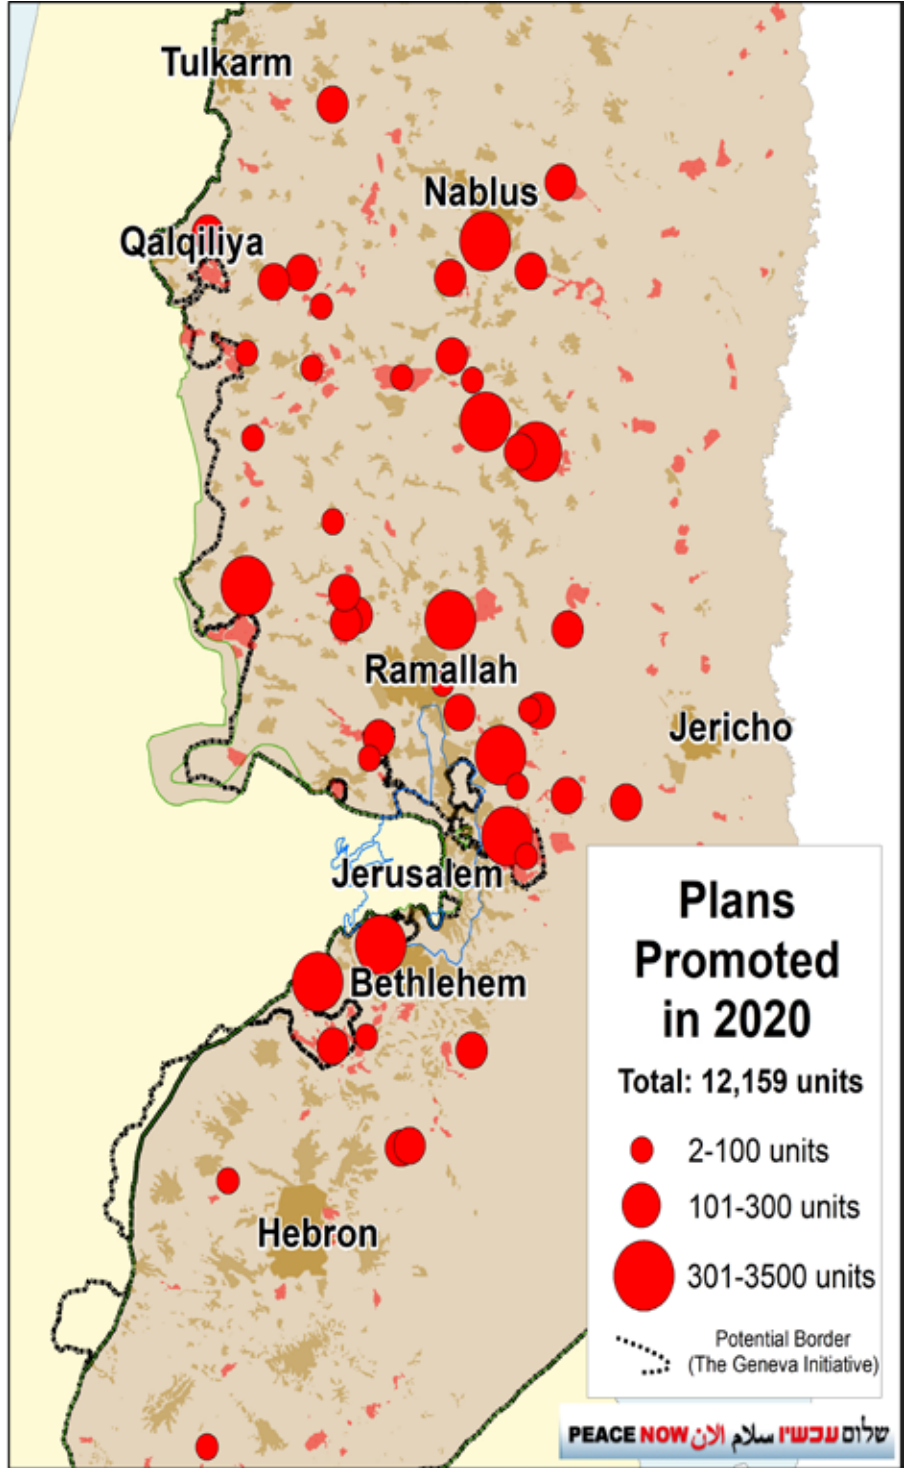 Tulkarm
Nablus
Qalqiliya
Ramallah
Jericho
Jerusalem
Bethlehem
Hebron
Plans
Promoted
in 2020
Total: 12,159 units
2-100 units
101-300 units
301-3500 units
Potential Border
(The Geneva Initiative)
PEACE NOW سلام الان שלום עכשיו